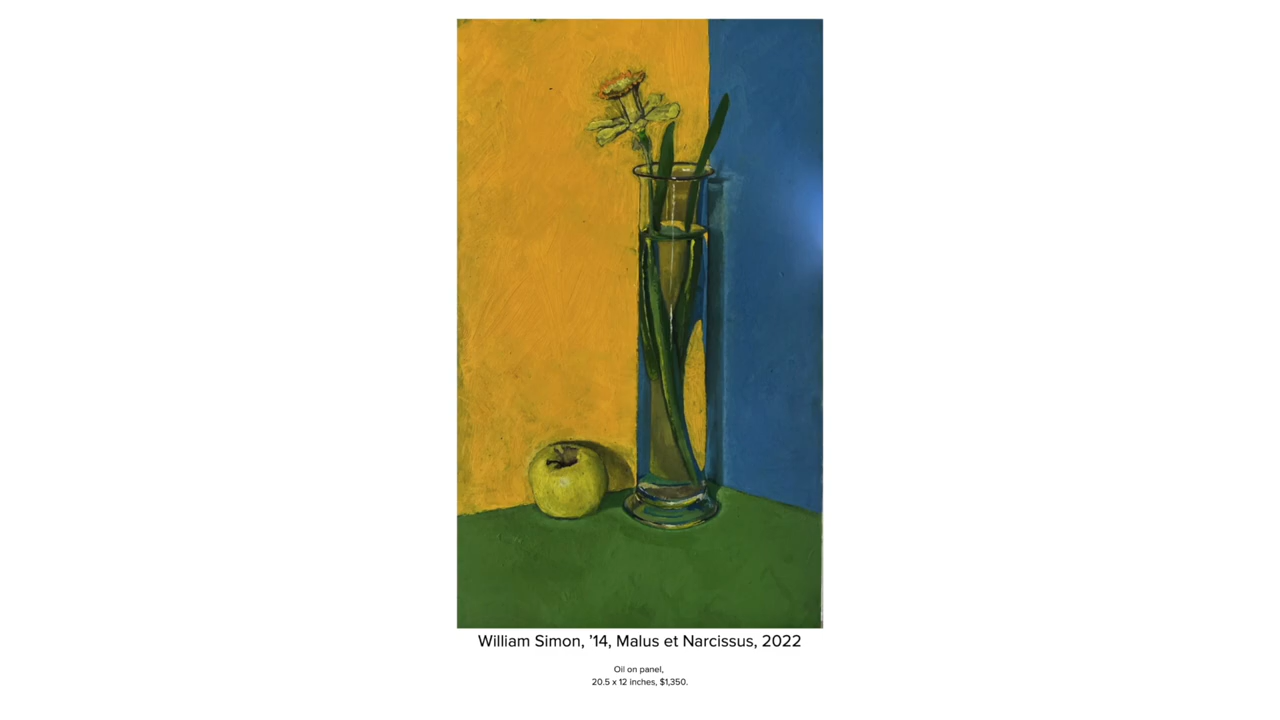 William Simon, ’14, Malus et Narcissus, 2022
Oil on panel,
20.5 x 12 inches, $1,350.